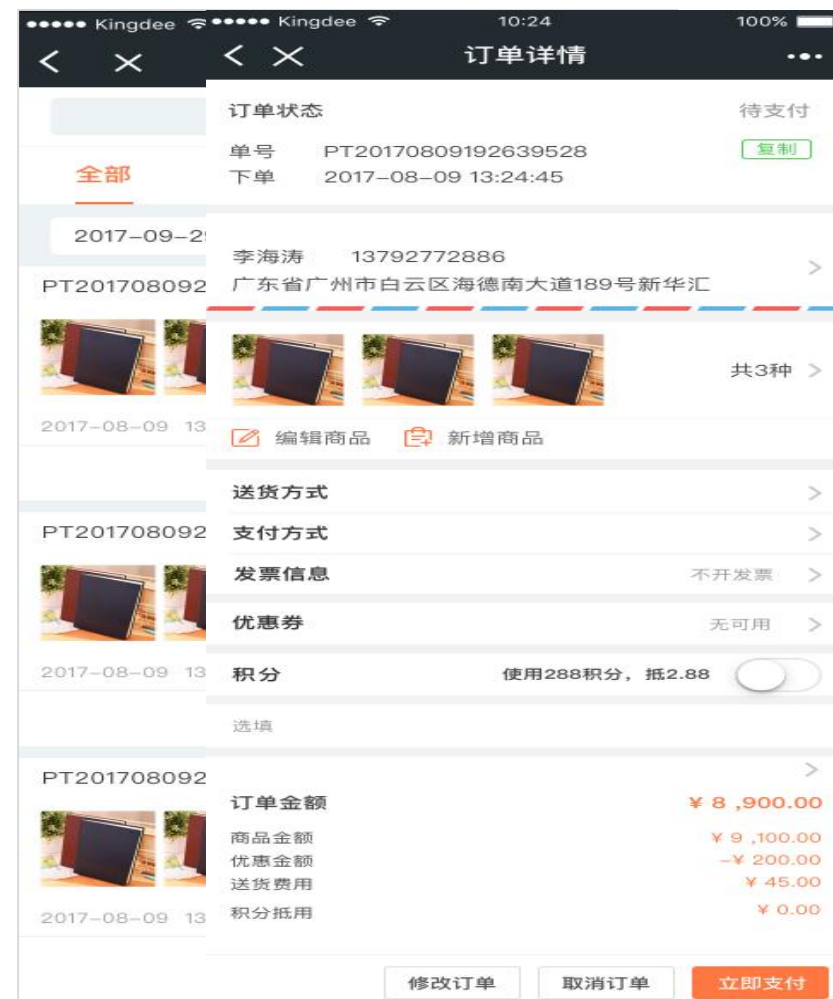 Kingdee
全部
2017-09-2
PT201708092
2017-08-09 13
PT201708092
2017-08-09 13
PT201708092
2017-08-09 13
Kingdee 10:24 100%
订单详情
订单状态 待支付
单号 PT20170809192639528 复制
下单 2017-08-09 13:24:45
李海涛 13792772886
广东省广州市白云区海德南大道189号新华汇
共3种
编辑商品 新增商品
送货方式
支付方式
发票信息 不开发票
优惠券 无可用
积分 使用288积分，抵2.88
选填
订单金额 ¥ 8 ,900.00
商品金额 ¥ 9 ,100.00
优惠金额 -¥ 200.00
送货费用 ¥ 45.00
积分抵用 ¥ 0.00
修改订单 取消订单 立即支付